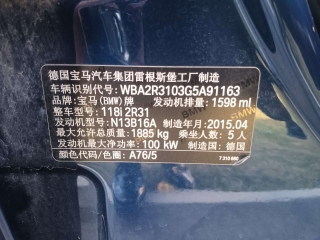 德国宝马汽车集团雷根斯堡工厂制造
车辆识别代号: WBA2R3103G5A91163
品牌: 宝马(BMW)牌 发动机排量: 1598 ml
整车型号: 118i 2R31
发动机型号: N13B16A 制造年月: 2015.04
最大允许总质量: 1885 kg 乘坐人数: 5 人
发动机最大净功率: 100 kW 制造国: 德国
颜色代码/色圈: A76/5